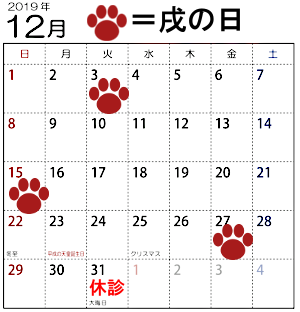 2019年
12月 =戌の日
日 月 火 水 木 金 土
1 2 3 4 5 6 7
8 9 10 11 12 13 14
15 16 17 18 19 20 21
22 23 24 25 26 27 28
冬至 平成の天皇誕生日 クリスマス
29 30 31 1 2 3 4
休診
大晦日